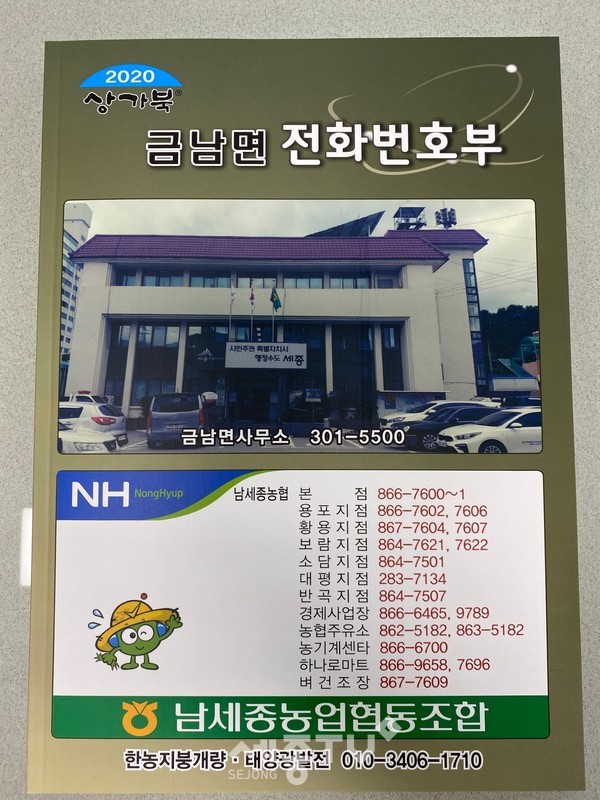 2020
상가북®
금남면 전화번호부
시민주권 특별자치시
행정수도 세종
금남면사무소 301-5500
NH NongHyup
남세종농협 본 점 866-7600~1
용포지점 866-7602, 7606
황용지점 867-7604, 7607
보람지점 864-7621, 7622
소담지점 864-7501
대평지점 283-7134
반곡지점 864-7507
경제사업장 866-6465, 9789
농협주유소 862-5182, 863-5182
농기계센타 866-6700
하나로마트 866-9658, 7696
벼건조장 867-7609
남세종농업협동조합
한농지붕개량·태양광발전 010-3406-1710
세종TV
SEJONG